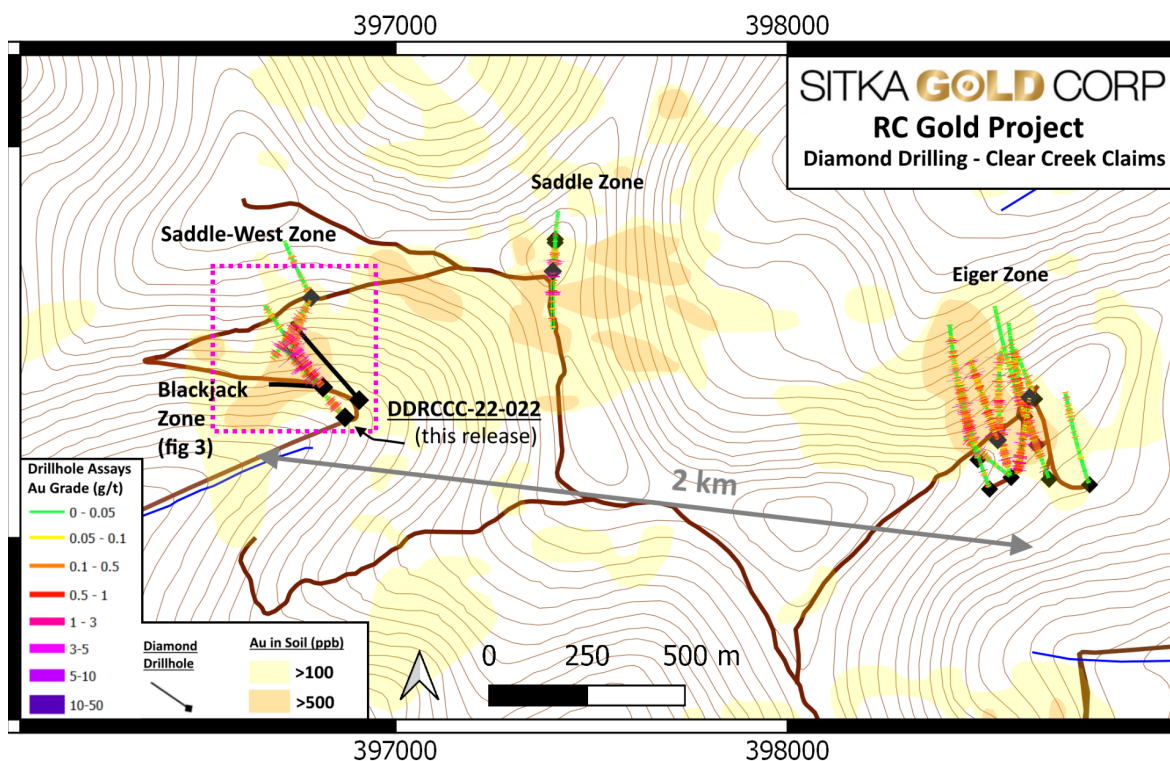 397000
398000
SITKA GOLD CORP
RC Gold Project
Diamond Drilling - Clear Creek Claims
Saddle Zone
Saddle-West Zone
Eiger Zone
Blackjack
Zone
(fig 3)
DDRCCC-22-022
(this release)
2 km
Drillhole Assays
Au Grade (g/t)
0 - 0.05
0.05 - 0.1
0.1 - 0.5
0.5 - 1
1 - 3
3-5
5-10
10-50
Diamond
Drillhole
Au in Soil (ppb)
>100
>500
0 250 500 m
397000
398000